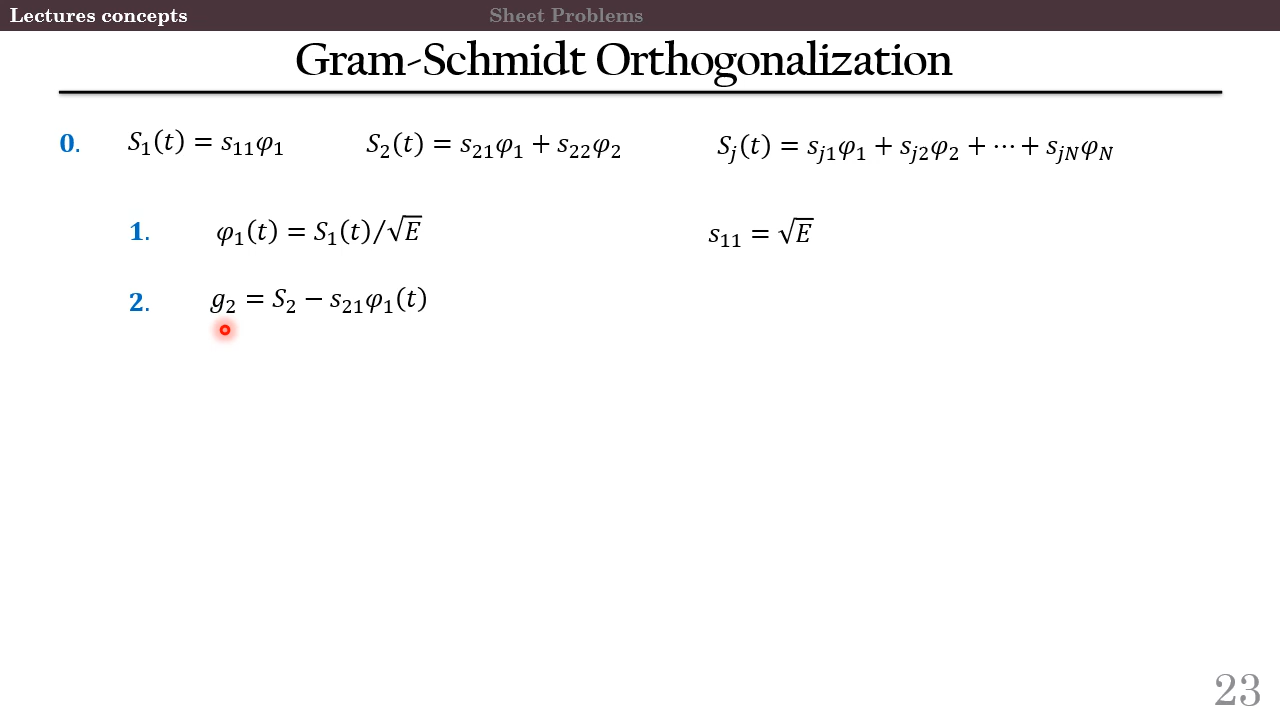 Lectures concepts Sheet Problems
Gram-Schmidt Orthogonalization
0. S₁(t) = s₁₁φ₁ S₂(t) = s₂₁φ₁ + s₂₂φ₂ Sⱼ(t) = sⱼ₁φ₁ + sⱼ₂φ₂ + ⋯ + sⱼNφN
1. φ₁(t) = S₁(t)/√E s₁₁ = √E
2. g₂ = S₂ − s₂₁φ₁(t)
23